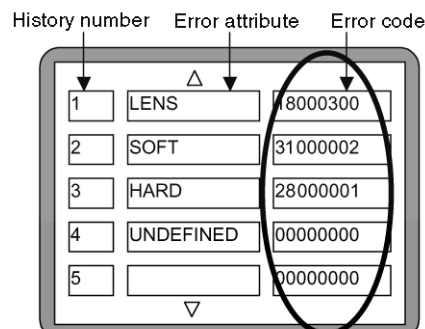 History number Error attribute Error code
1 LENS 18000300
2 SOFT 31000002
3 HARD 28000001
4 UNDEFINED 00000000
5 00000000